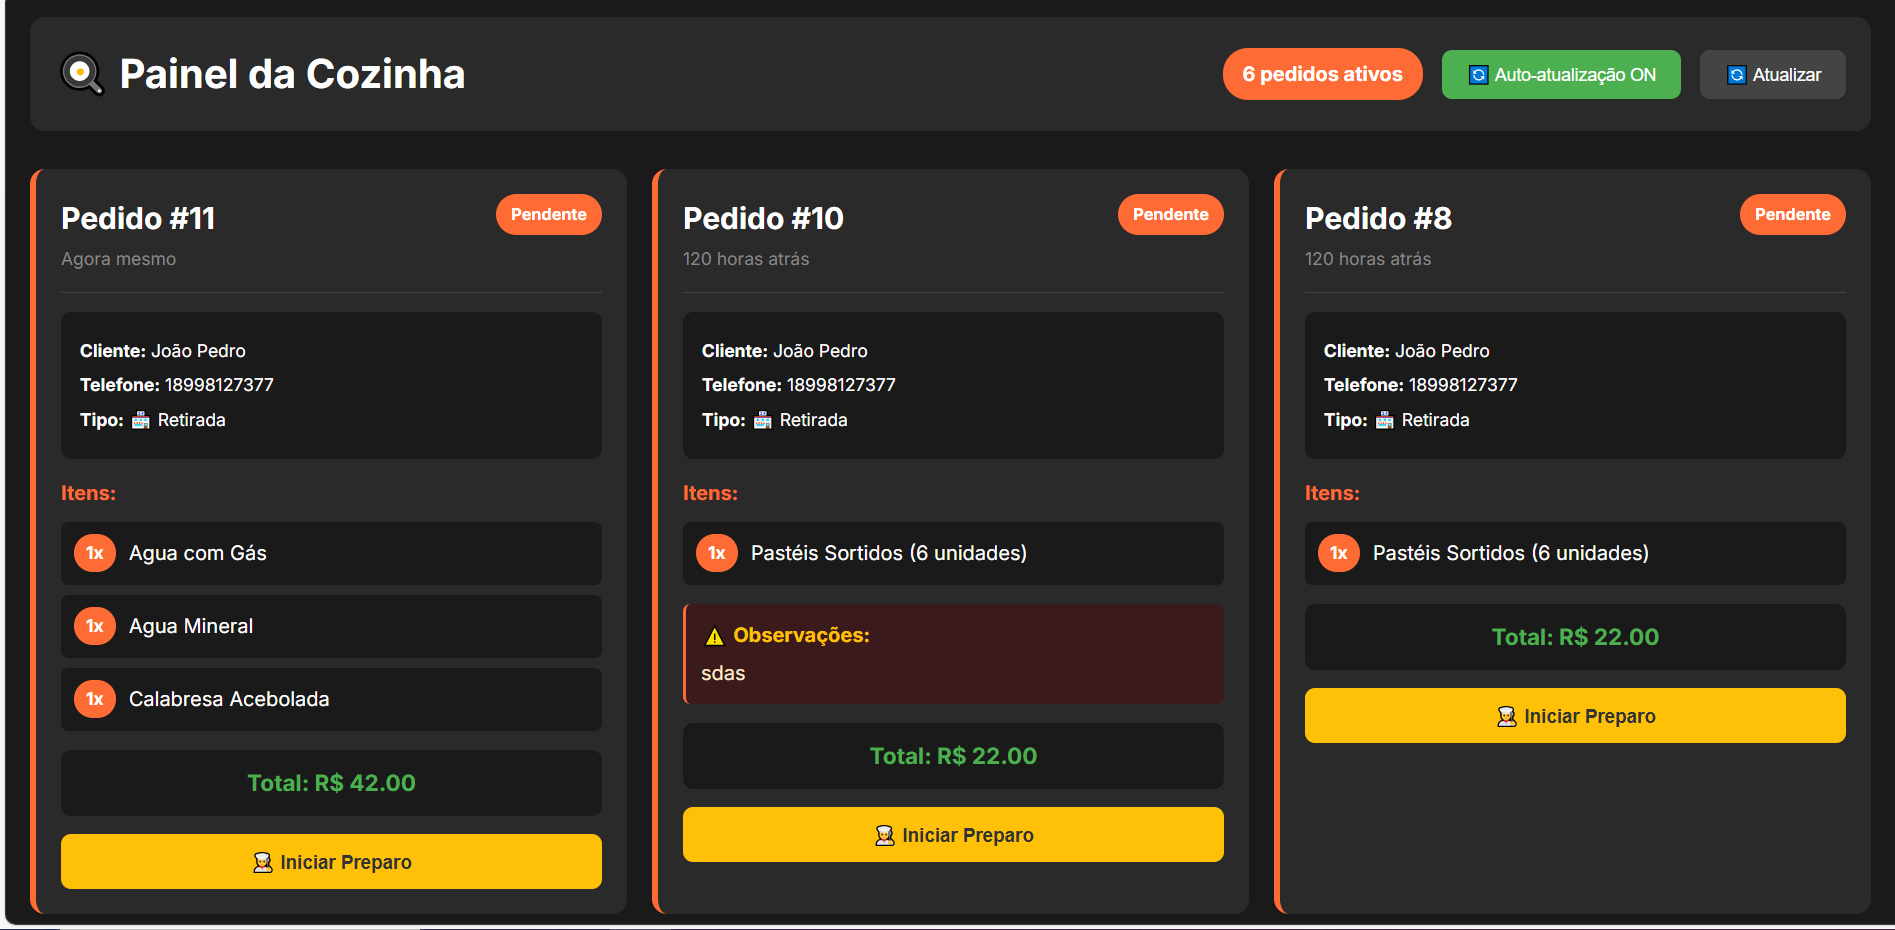 Painel da Cozinha
6 pedidos ativos
Auto-atualização ON
Atualizar
Pedido #11
Pendente
Agora mesmo
Cliente: João Pedro
Telefone: 18998127377
Tipo: Retirada
Itens:
1x Agua com Gás
1x Agua Mineral
1x Calabresa Acebolada
Total: R$ 42.00
Iniciar Preparo
Pedido #10
Pendente
120 horas atrás
Cliente: João Pedro
Telefone: 18998127377
Tipo: Retirada
Itens:
1x Pastéis Sortidos (6 unidades)
Observações:
sdas
Total: R$ 22.00
Iniciar Preparo
Pedido #8
Pendente
120 horas atrás
Cliente: João Pedro
Telefone: 18998127377
Tipo: Retirada
Itens:
1x Pastéis Sortidos (6 unidades)
Total: R$ 22.00
Iniciar Preparo